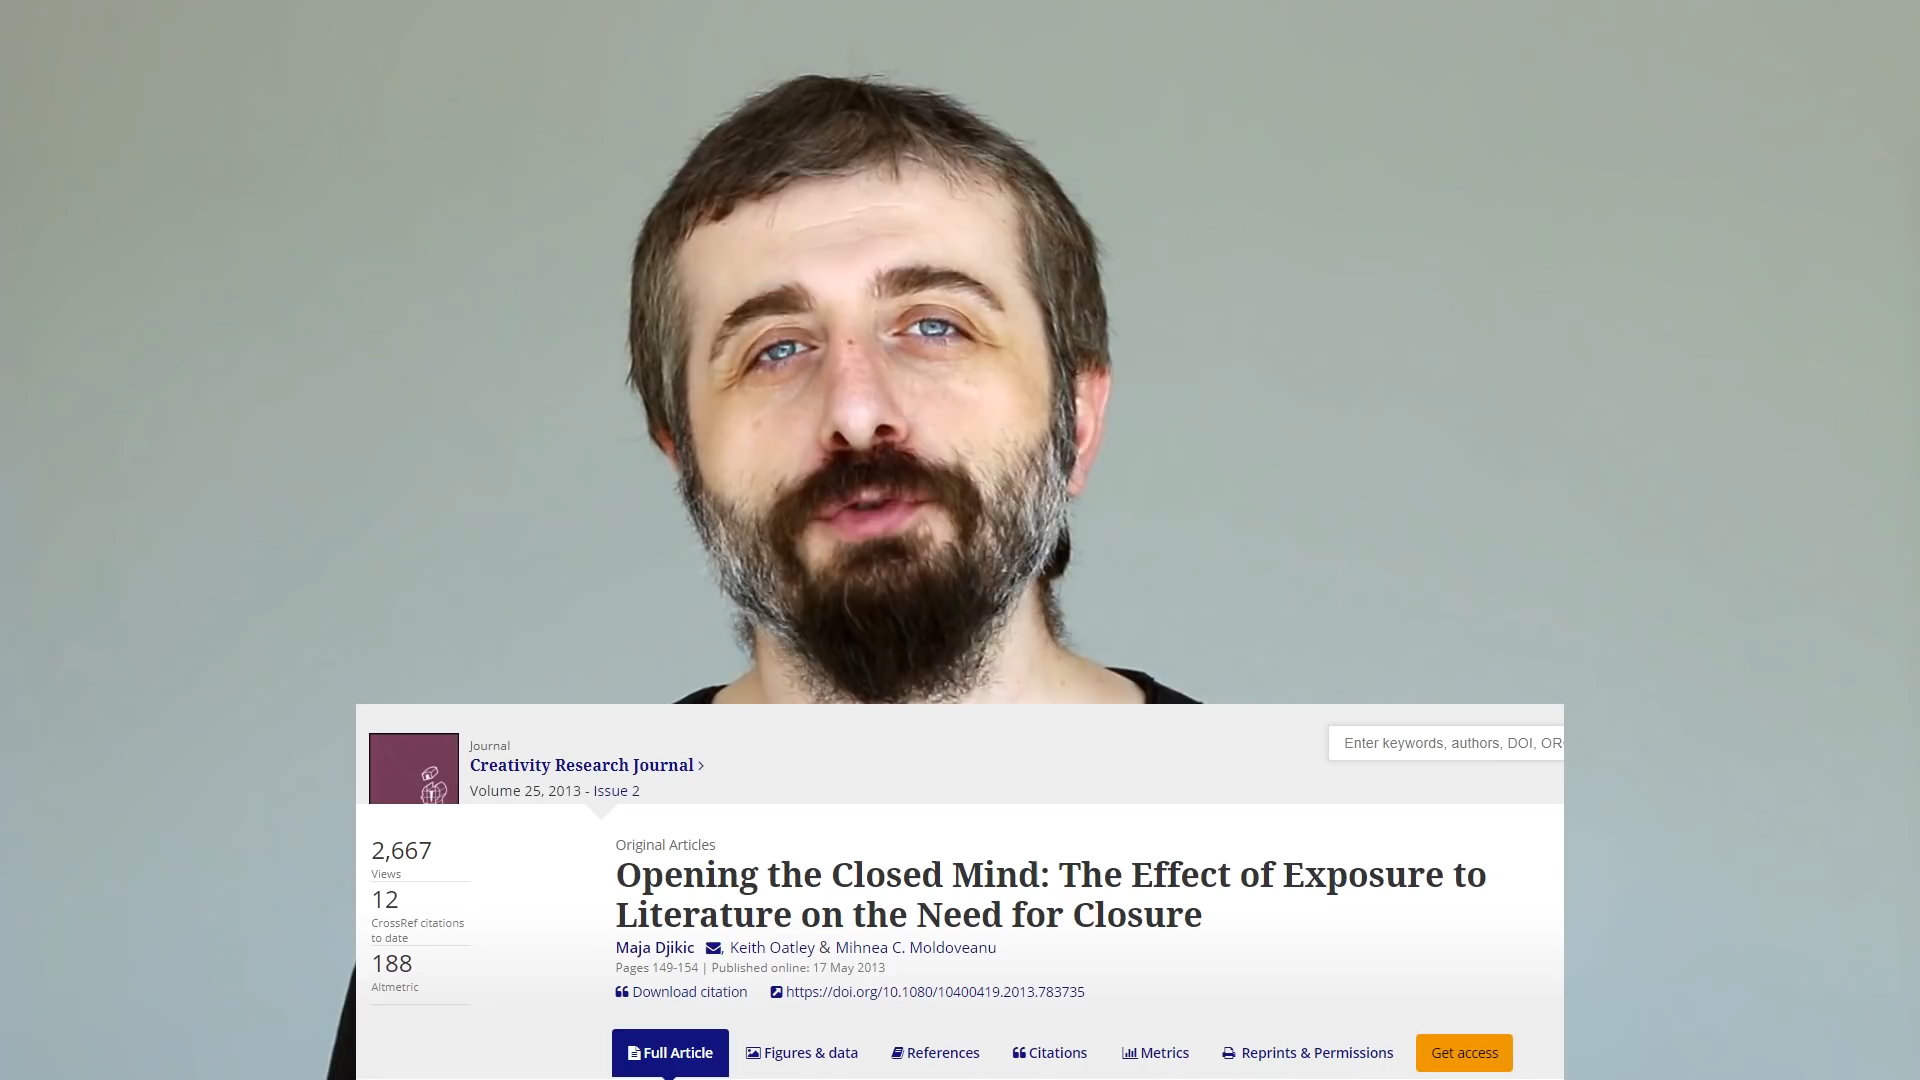 Journal
Creativity Research Journal >
Volume 25, 2013 - Issue 2
Enter keywords, authors, DOI, OR
2,667
Views
12
CrossRef citations
to date
188
Altmetric
Original Articles
Opening the Closed Mind: The Effect of Exposure to
Literature on the Need for Closure
Maja Djikic , Keith Oatley & Mihnea C. Moldoveanu
Pages 149-154 | Published online: 17 May 2013
Download citation https://doi.org/10.1080/10400419.2013.783735
Full Article Figures & data References Citations Metrics Reprints & Permissions Get access